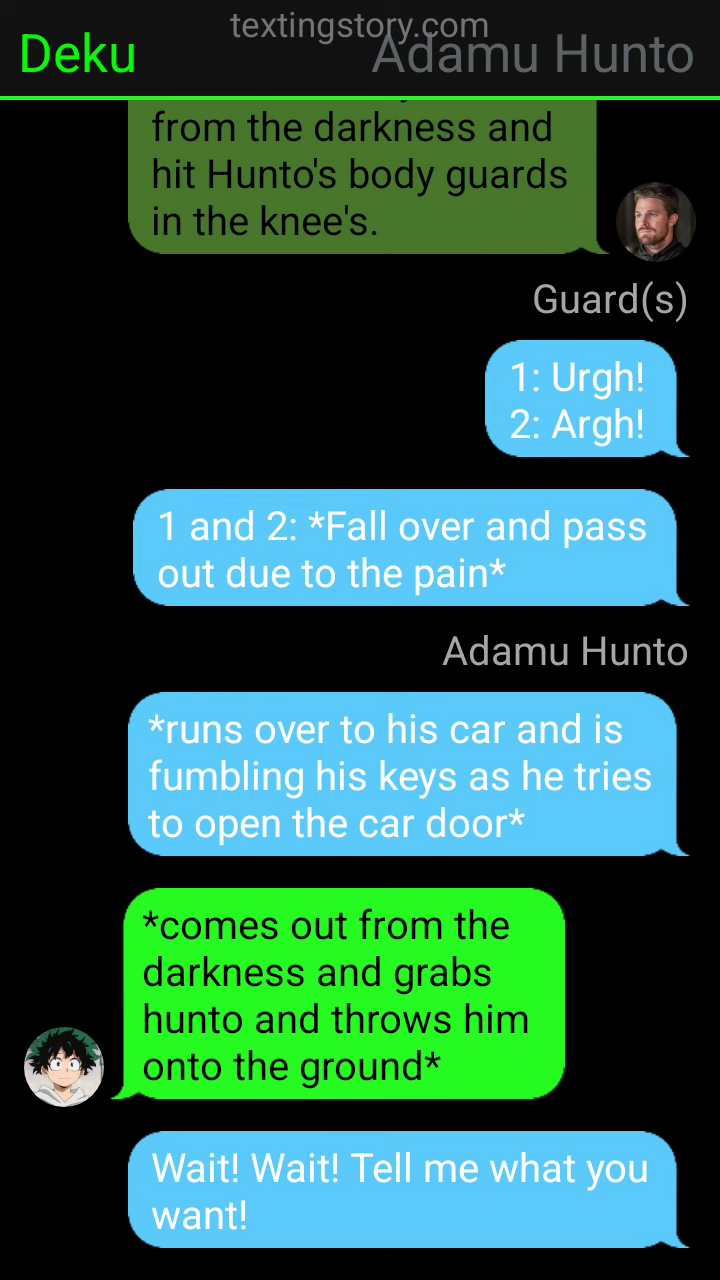 textingstory.com
Deku
Adamu Hunto
from the darkness and
hit Hunto's body guards
in the knee's.
Guard(s)
1: Urgh!
2: Argh!
1 and 2: *Fall over and pass
out due to the pain*
Adamu Hunto
*runs over to his car and is
fumbling his keys as he tries
to open the car door*
*comes out from the
darkness and grabs
hunto and throws him
onto the ground*
Wait! Wait! Tell me what you
want!